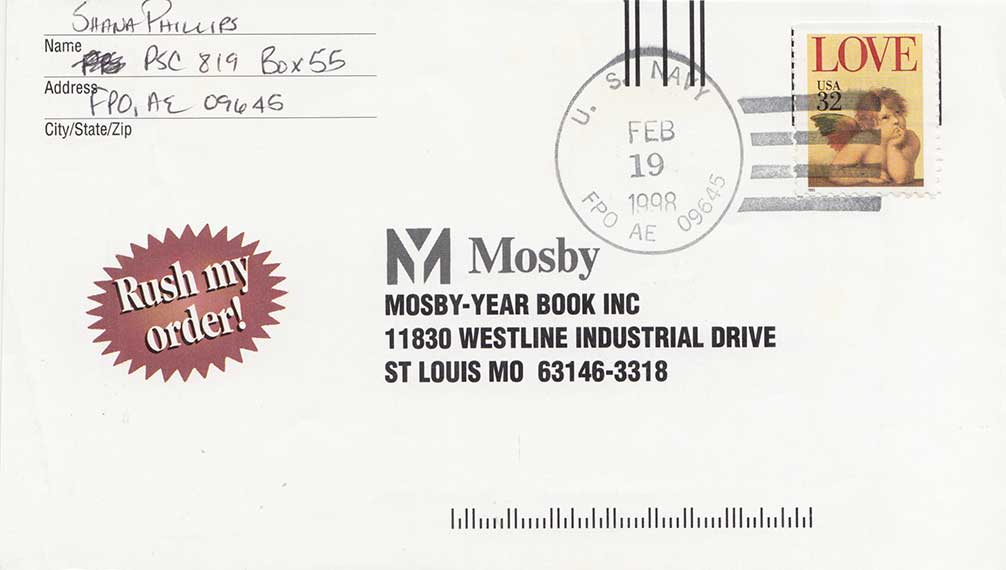 SHANA PHILLIPS
Name
PSC 819 BOX 55
Address
FPO, AE 09645
City/State/Zip
U. S. NAVY
FEB
19
1998
FPO AE 09645
LOVE
USA
32
Rush my
order!
Mosby
MOSBY-YEAR BOOK INC
11830 WESTLINE INDUSTRIAL DRIVE
ST LOUIS MO 63146-3318